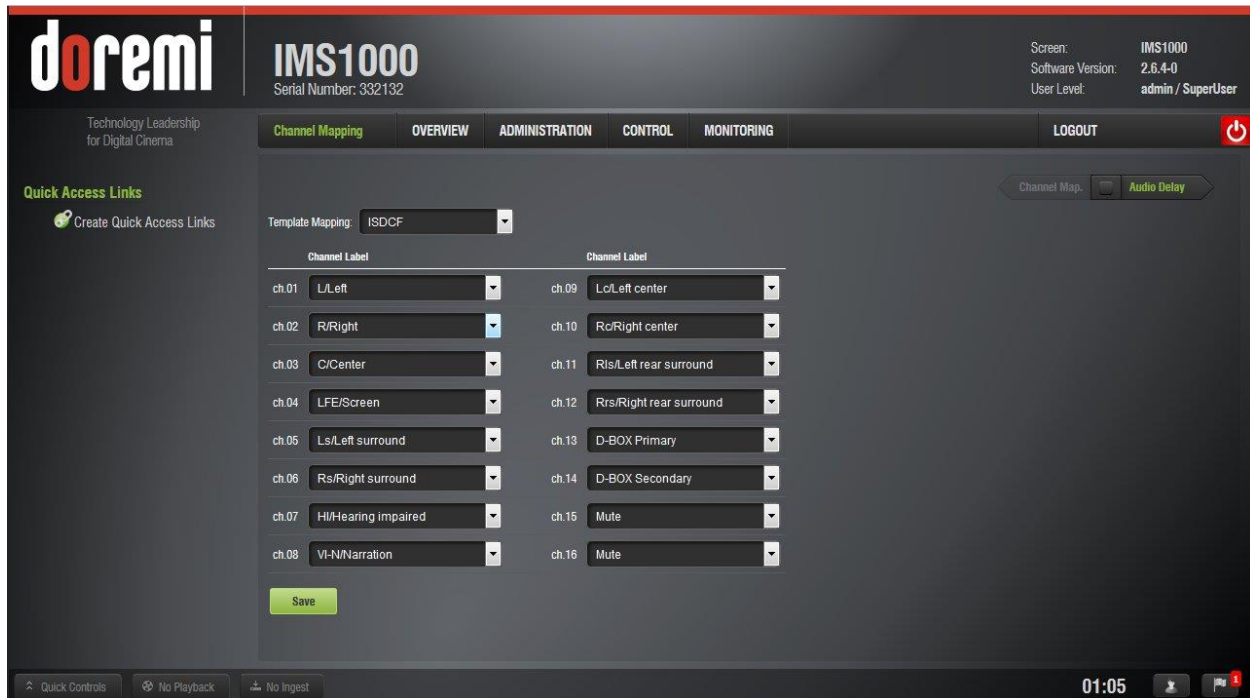 doremi
Technology Leadership
for Digital Cinema
IMS1000
Serial Number: 332132
Screen: IMS1000
Software Version: 2.6.4-0
User Level: admin / SuperUser
Channel Mapping OVERVIEW ADMINISTRATION CONTROL MONITORING LOGOUT
Quick Access Links
Create Quick Access Links
Channel Map. Audio Delay
Template Mapping: ISDCF
Channel Label Channel Label
ch.01 L/Left ch.09 Lc/Left center
ch.02 R/Right ch.10 Rc/Right center
ch.03 C/Center ch.11 Rls/Left rear surround
ch.04 LFE/Screen ch.12 Rrs/Right rear surround
ch.05 Ls/Left surround ch.13 D-BOX Primary
ch.06 Rs/Right surround ch.14 D-BOX Secondary
ch.07 HI/Hearing impaired ch.15 Mute
ch.08 VI-N/Narration ch.16 Mute
Save
Quick Controls No Playback No Ingest 01:05 1